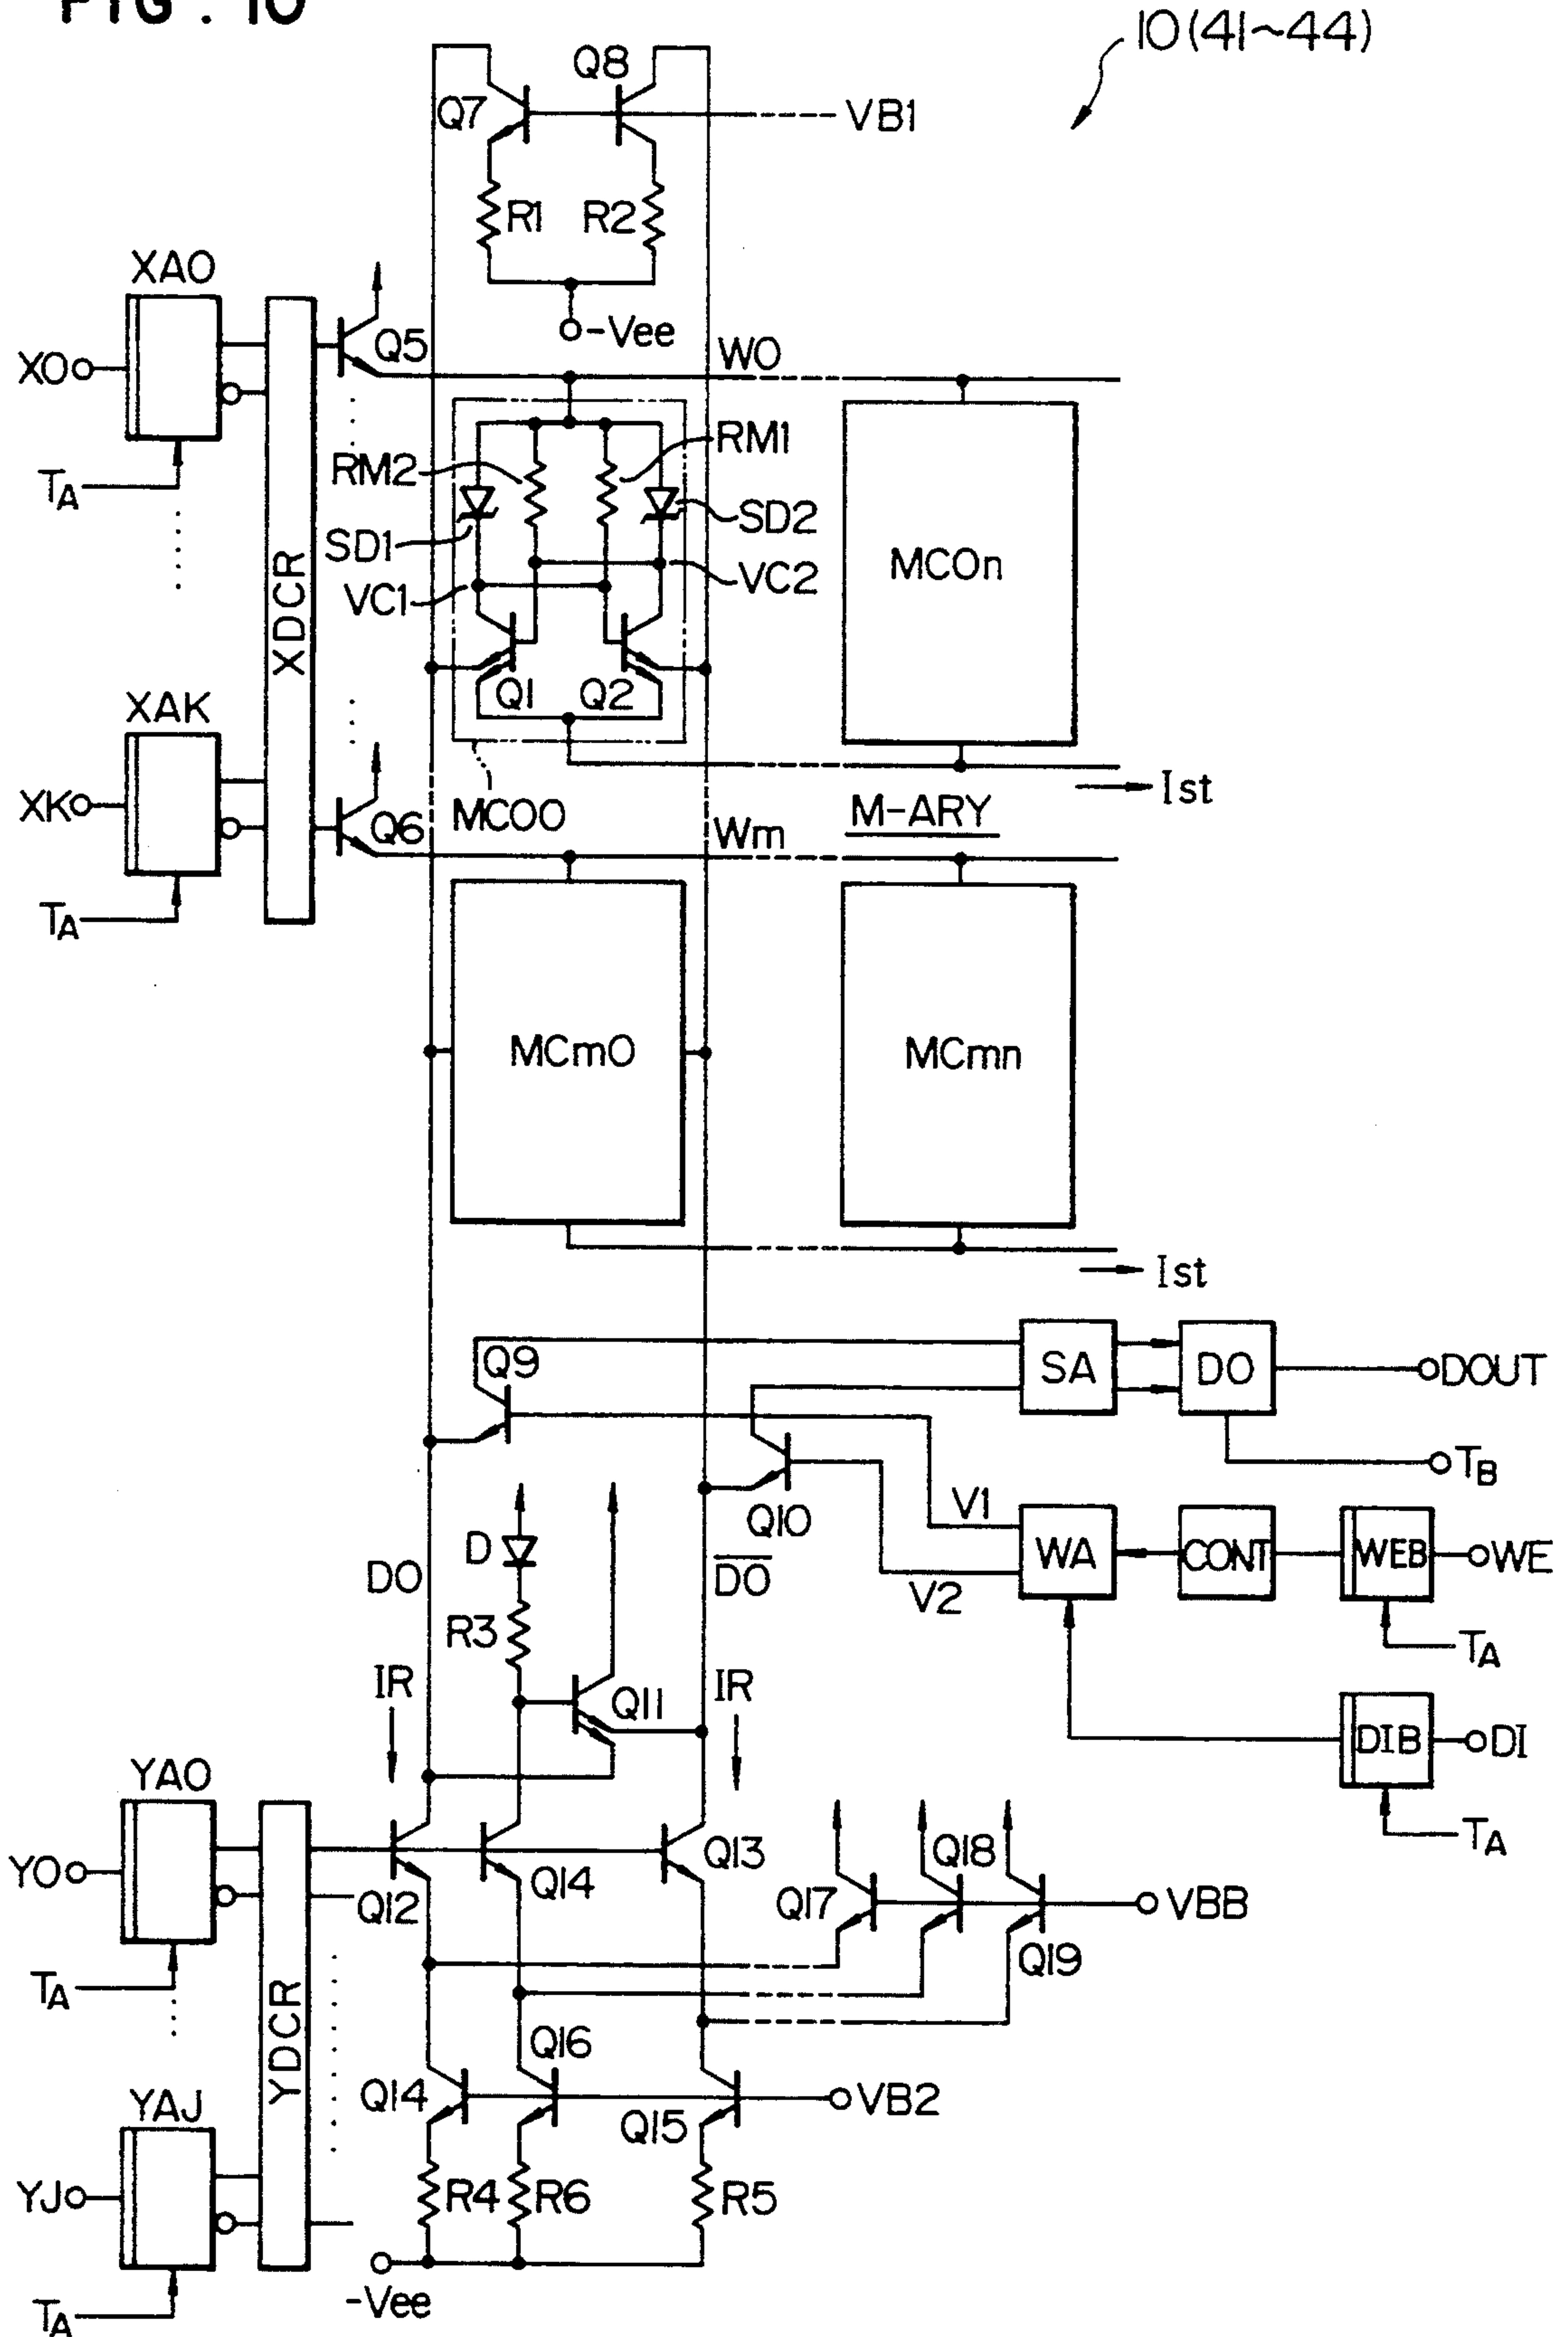 FIG. 10
10(41~44)
Q8
Q7
VB1
R1
R2
XA0
-Vee
Q5
W0
X0
RM1
RM2
TA
SD2
SD1
XDCR
MC0n
VC2
VC1
Q1
Q2
XAK
Ist
XK
MC00
M-ARY
Q6
Wm
TA
MCm0
MCmn
Ist
Q9
SA
DO
DOUT
TB
Q10
V1
D
D0
D0
WA
CONT
WEB
WE
V2
R3
TA
IR
Q11
IR
DIB
DI
YA0
TA
Q13
Q18
Y0
Q12
Q14
Q17
VBB
Q19
TA
YDCR
Q16
Q14
VB2
YAJ
Q15
YJ
R4
R6
R5
-Vee
TA